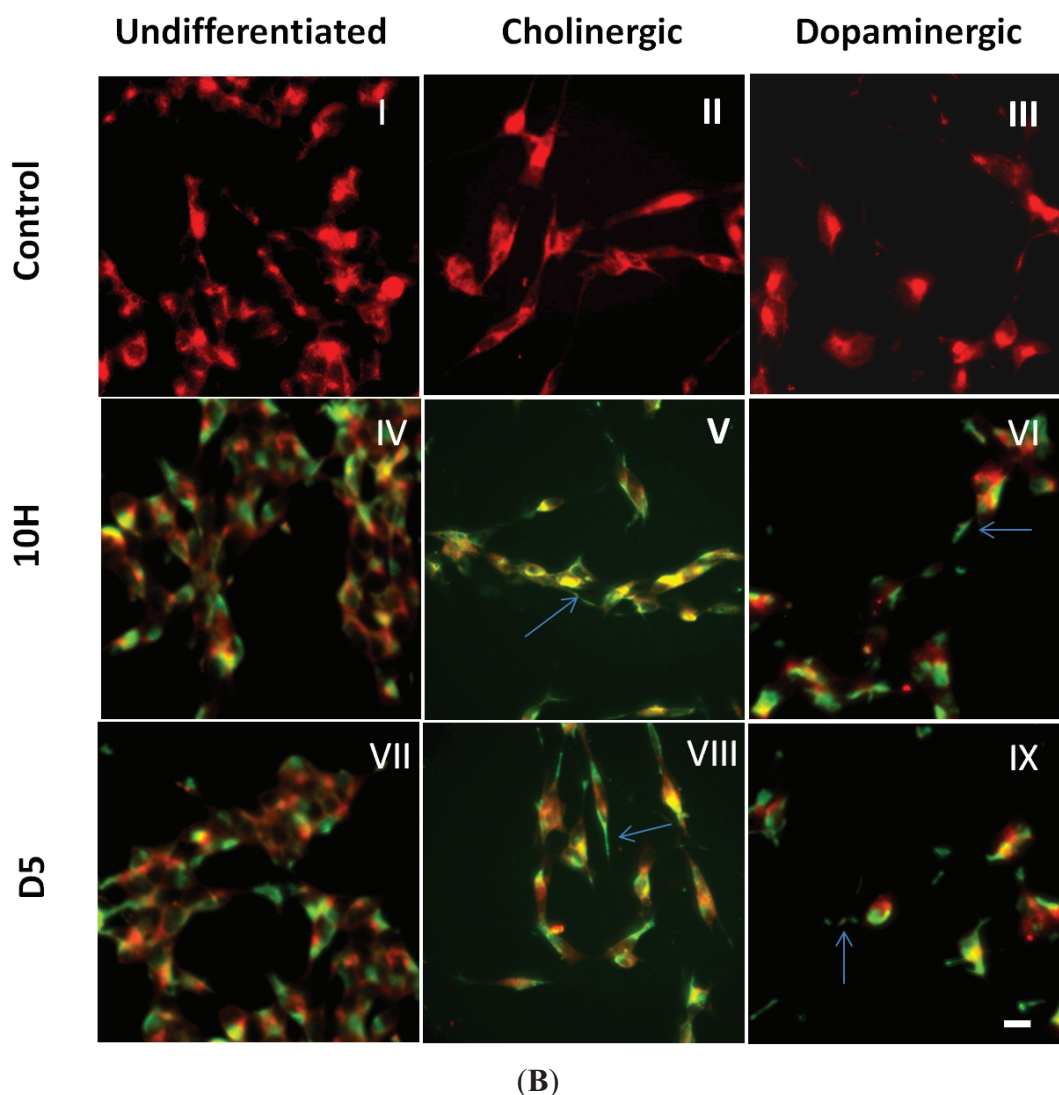 Undifferentiated Cholinergic Dopaminergic
Control
I II III
10H
IV V VI
D5
VII VIII IX
(B)